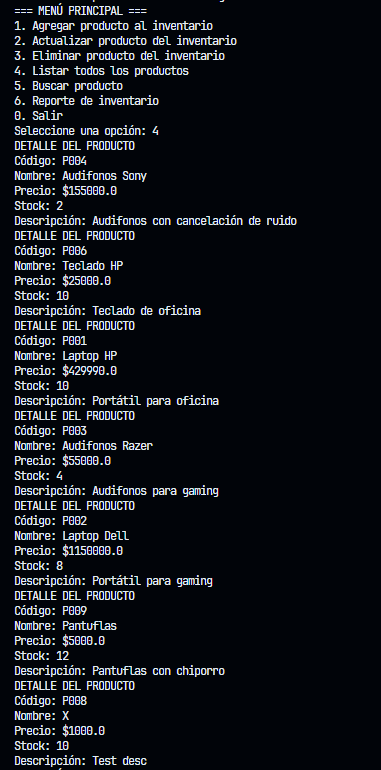 === MENÚ PRINCIPAL ===
1. Agregar producto al inventario
2. Actualizar producto del inventario
3. Eliminar producto del inventario
4. Listar todos los productos
5. Buscar producto
6. Reporte de inventario
0. Salir
Seleccione una opción: 4
DETALLE DEL PRODUCTO
Código: P004
Nombre: Audifonos Sony
Precio: $155000.0
Stock: 2
Descripción: Audifonos con cancelación de ruido
DETALLE DEL PRODUCTO
Código: P006
Nombre: Teclado HP
Precio: $25000.0
Stock: 10
Descripción: Teclado de oficina
DETALLE DEL PRODUCTO
Código: P001
Nombre: Laptop HP
Precio: $429990.0
Stock: 10
Descripción: Portátil para oficina
DETALLE DEL PRODUCTO
Código: P003
Nombre: Audifonos Razer
Precio: $55000.0
Stock: 4
Descripción: Audifonos para gaming
DETALLE DEL PRODUCTO
Código: P002
Nombre: Laptop Dell
Precio: $1150000.0
Stock: 8
Descripción: Portátil para gaming
DETALLE DEL PRODUCTO
Código: P009
Nombre: Pantuflas
Precio: $5000.0
Stock: 12
Descripción: Pantuflas con chiporro
DETALLE DEL PRODUCTO
Código: P008
Nombre: X
Precio: $1000.0
Stock: 10
Descripción: Test desc